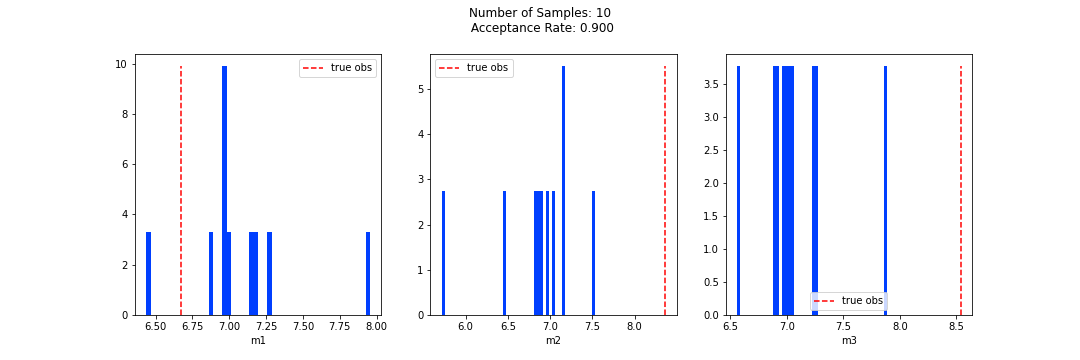 Number of Samples: 10
Acceptance Rate: 0.900
10
8
6
4
2
0
true obs
6.50 6.75 7.00 7.25 7.50 7.75 8.00
m1
5
4
3
2
1
0
true obs
6.0 6.5 7.0 7.5 8.0
m2
3.5
3.0
2.5
2.0
1.5
1.0
0.5
0.0
true obs
6.5 7.0 7.5 8.0 8.5
m3